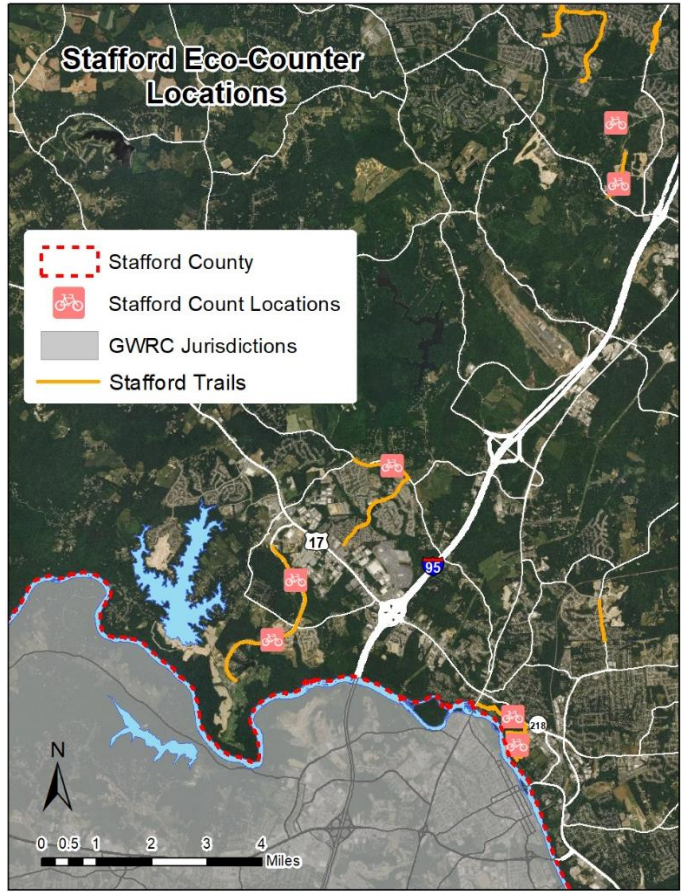 Stafford Eco-Counter
Locations
Stafford County
Stafford Count Locations
GWRC Jurisdictions
Stafford Trails
17
95
218
N
0 0.5 1 2 3 4
Miles